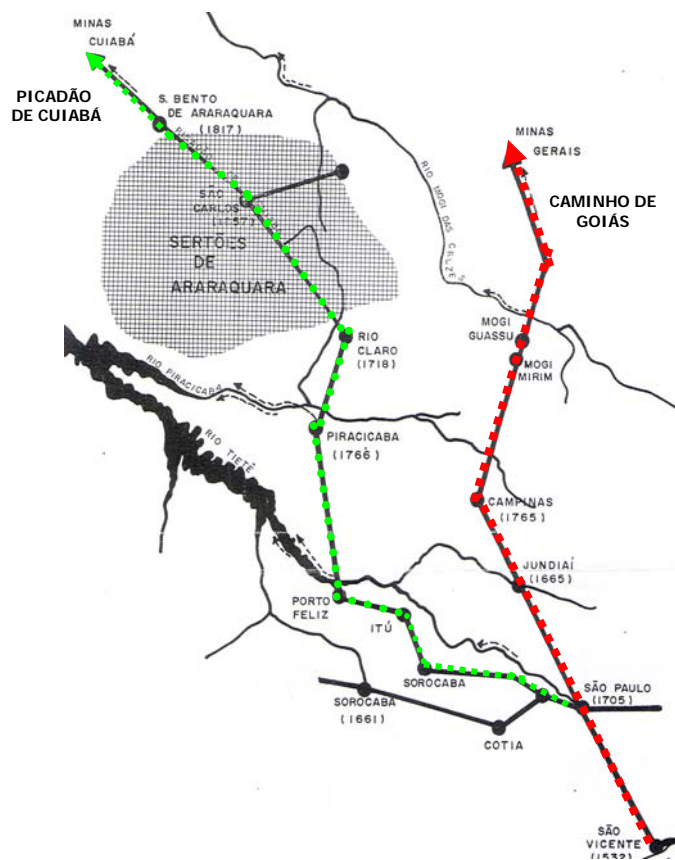 MINAS
CUIABÁ
PICADÃO
DE CUIABÁ
S. BENTO
DE ARARAQUARA
(1817)
MINAS
GERAIS
CAMINHO DE
GOIÁS
RIO MOGI DAS CRUZES
SÃO
CARLOS
(1857)
SERTÕES
DE
ARARAQUARA
MOGI
GUASSU
MOGI
MIRIM
RIO
CLARO
(1718)
RIO PIRACICABA
PIRACICABA
(1766)
RIO TIETÊ
CAMPINAS
(1765)
JUNDIAÍ
(1665)
PORTO
FELIZ
ITÚ
SOROCABA
SOROCABA
(1661)
COTIA
SÃO PAULO
(1705)
SÃO
VICENTE
(1532)